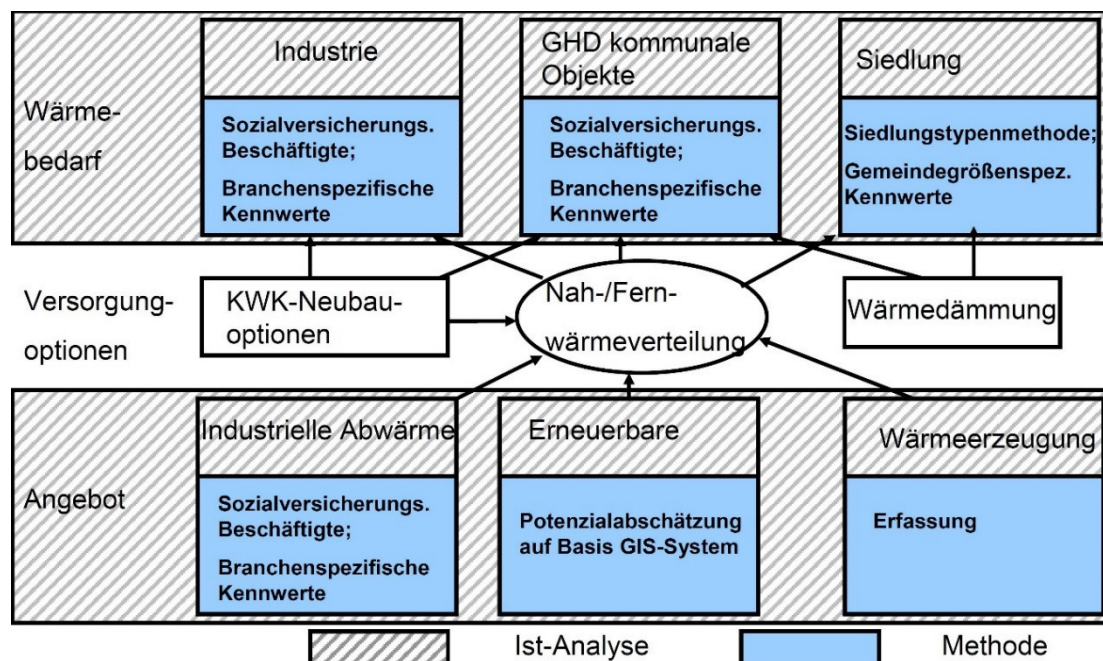 Wärme-
bedarf
Industrie
Sozialversicherungs.
Beschäftigte;
Branchenspezifische
Kennwerte
GHD kommunale
Objekte
Sozialversicherungs.
Beschäftigte;
Branchenspezifische
Kennwerte
Siedlung
Siedlungstypenmethode;
Gemeindegrößenspez.
Kennwerte
Versorgung-
optionen
KWK-Neubau-
optionen
Nah-/Fern-
wärmeverteilung
Wärmedämmung
Angebot
Industrielle Abwärme
Sozialversicherungs.
Beschäftigte;
Branchenspezifische
Kennwerte
Erneuerbare
Potenzialabschätzung
auf Basis GIS-System
Wärmeerzeugung
Erfassung
Ist-Analyse
Methode